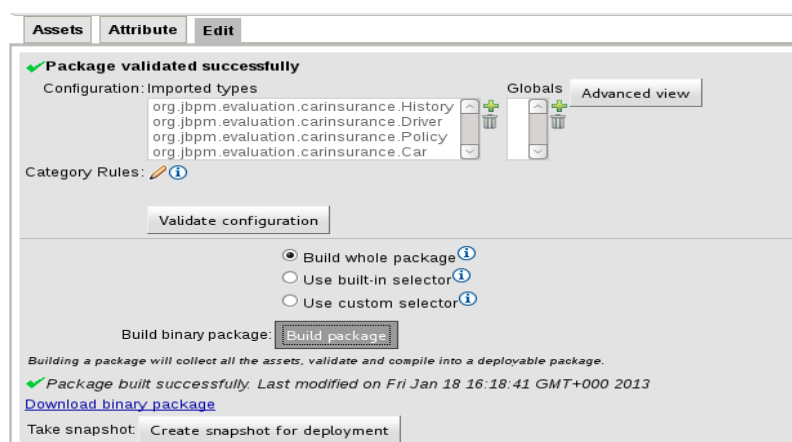 Assets Attribute Edit
Package validated successfully
Configuration: Imported types Globals Advanced view
org.jbpm.evaluation.carinsurance.History
org.jbpm.evaluation.carinsurance.Driver
org.jbpm.evaluation.carinsurance.Policy
org.jbpm.evaluation.carinsurance.Car
Category Rules:
Validate configuration
Build whole package
Use built-in selector
Use custom selector
Build binary package: Build package
Building a package will collect all the assets, validate and compile into a deployable package.
Package built successfully. Last modified on Fri Jan 18 16:18:41 GMT+000 2013
Download binary package
Take snapshot: Create snapshot for deployment